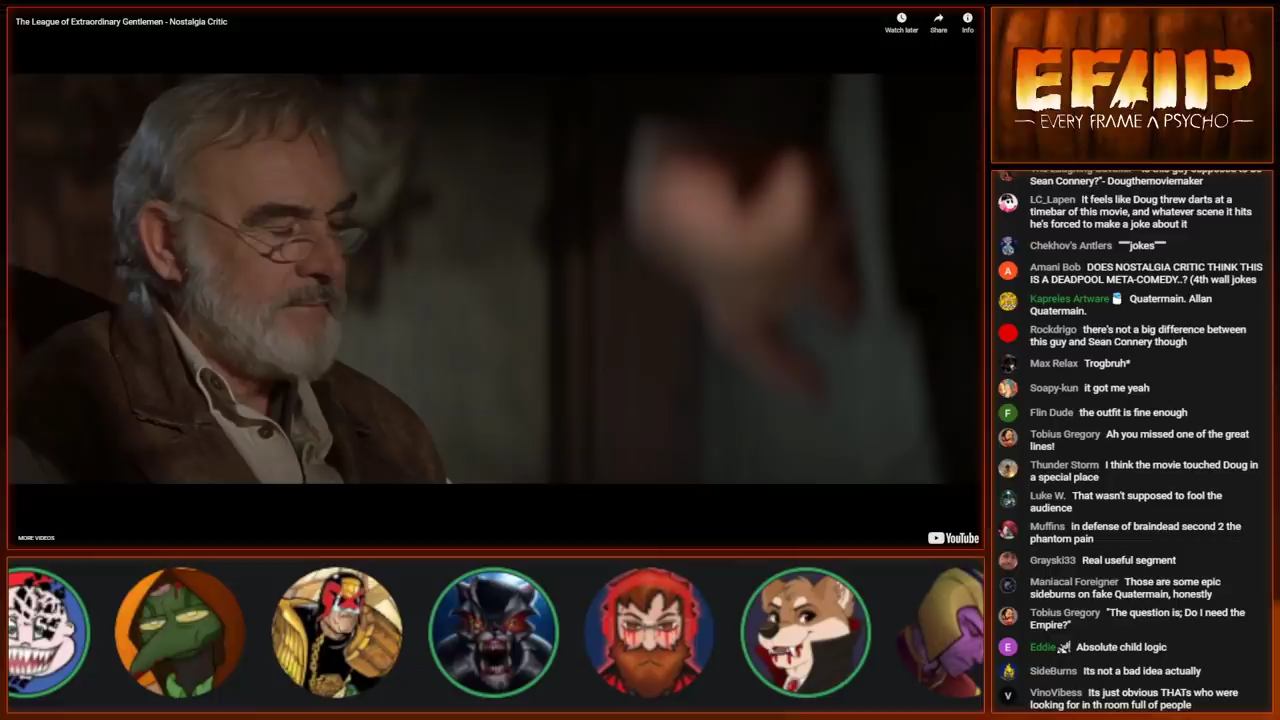 The League of Extraordinary Gentlemen - Nostalgia Critic
Watch later
Share
Info
MORE VIDEOS
YouTube
EFAP
EVERY FRAME A PSYCHO
Sean Connery?"- Dougthemoviemaker
LC_Lapen It feels like Doug threw darts at a
timebar of this movie, and whatever scene it hits
he's forced to make a joke about it
Chekhov's Antlers """jokes"""
Amani Bob DOES NOSTALGIA CRITIC THINK THIS
IS A DEADPOOL META-COMEDY..? (4th wall jokes
Kapreles Artware Quatermain. Allan
Quatermain.
Rockdrigo there's not a big difference between
this guy and Sean Connery though
Max Relax Trogbruh*
Soapy-kun it got me yeah
F
Flin Dude the outfit is fine enough
Tobius Gregory Ah you missed one of the great
lines!
Thunder Storm I think the movie touched Doug in
a special place
Luke W. That wasn't supposed to fool the
audience
Muffins in defense of braindead second 2 the
phantom pain
Grayski33 Real useful segment
Maniacal Foreigner Those are some epic
sideburns on fake Quatermain, honestly
Tobius Gregory "The question is; Do I need the
Empire?"
E
Eddie Absolute child logic
SideBurns Its not a bad idea actually
V
VinoVibess Its just obvious THATs who were
looking for in th room full of people